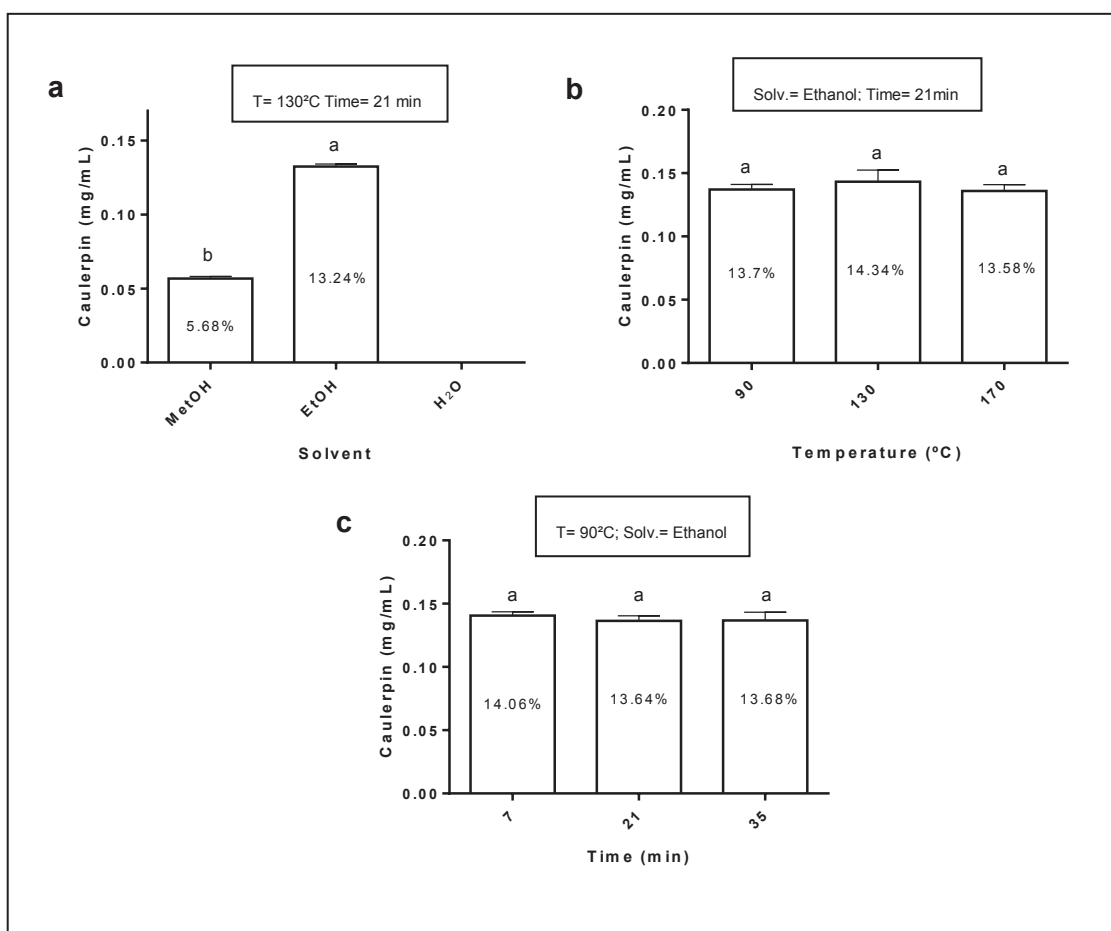 a
T= 130²C Time= 21 min
Caulerpin (mg/mL)
0.15
0.10
0.05
0.00
b
a
5.68%
13.24%
MetOH
EtOH
H₂O
Solvent
b
Solv.= Ethanol; Time= 21min
Caulerpin (mg/mL)
0.20
0.15
0.10
0.05
0.00
a
a
a
13.7%
14.34%
13.58%
90
130
170
Temperature (ºC)
c
T= 90²C; Solv.= Ethanol
Caulerpin (mg/mL)
0.20
0.15
0.10
0.05
0.00
a
a
a
14.06%
13.64%
13.68%
7
21
35
Time (min)